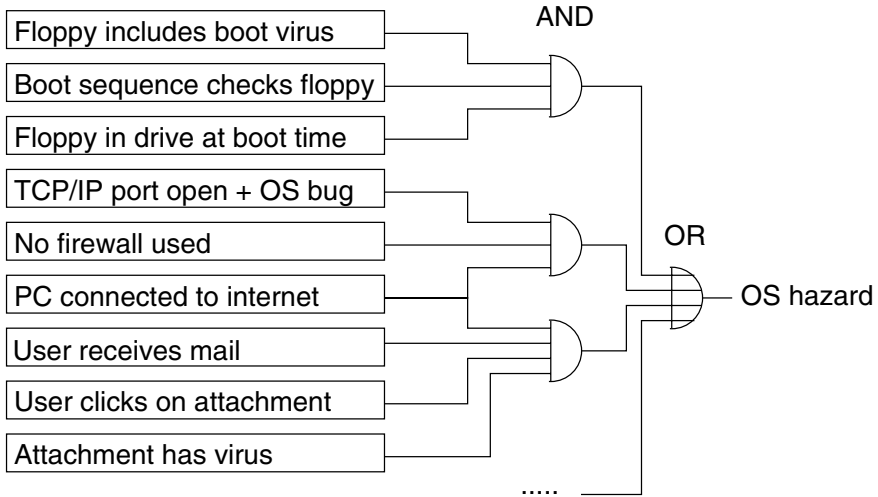 AND
Floppy includes boot virus
Boot sequence checks floppy
Floppy in drive at boot time
TCP/IP port open + OS bug
No firewall used
OR
PC connected to internet
OS hazard
User receives mail
User clicks on attachment
Attachment has virus
.....